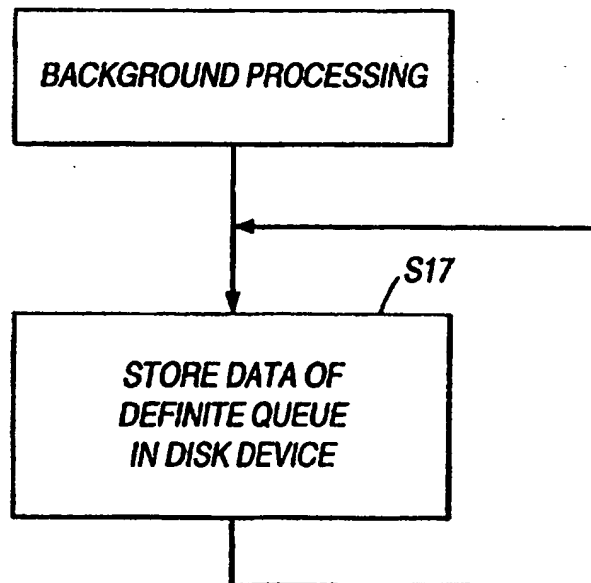 BACKGROUND PROCESSING
S17
STORE DATA OF
DEFINITE QUEUE
IN DISK DEVICE